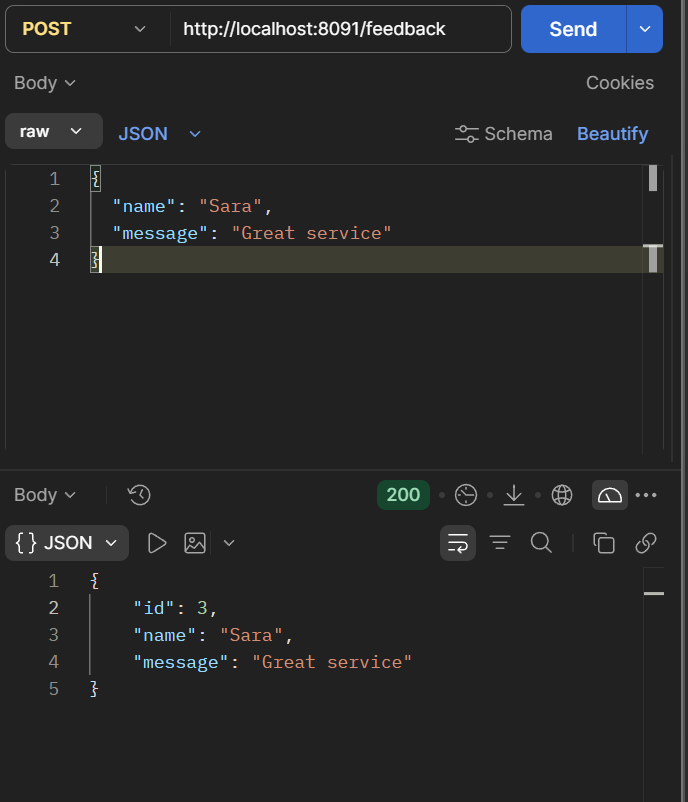 POST http://localhost:8091/feedback Send
Body Cookies
raw JSON Schema Beautify
1 {
2 "name": "Sara",
3 "message": "Great service"
4 }
Body 200
{} JSON
1 {
2 "id": 3,
3 "name": "Sara",
4 "message": "Great service"
5 }